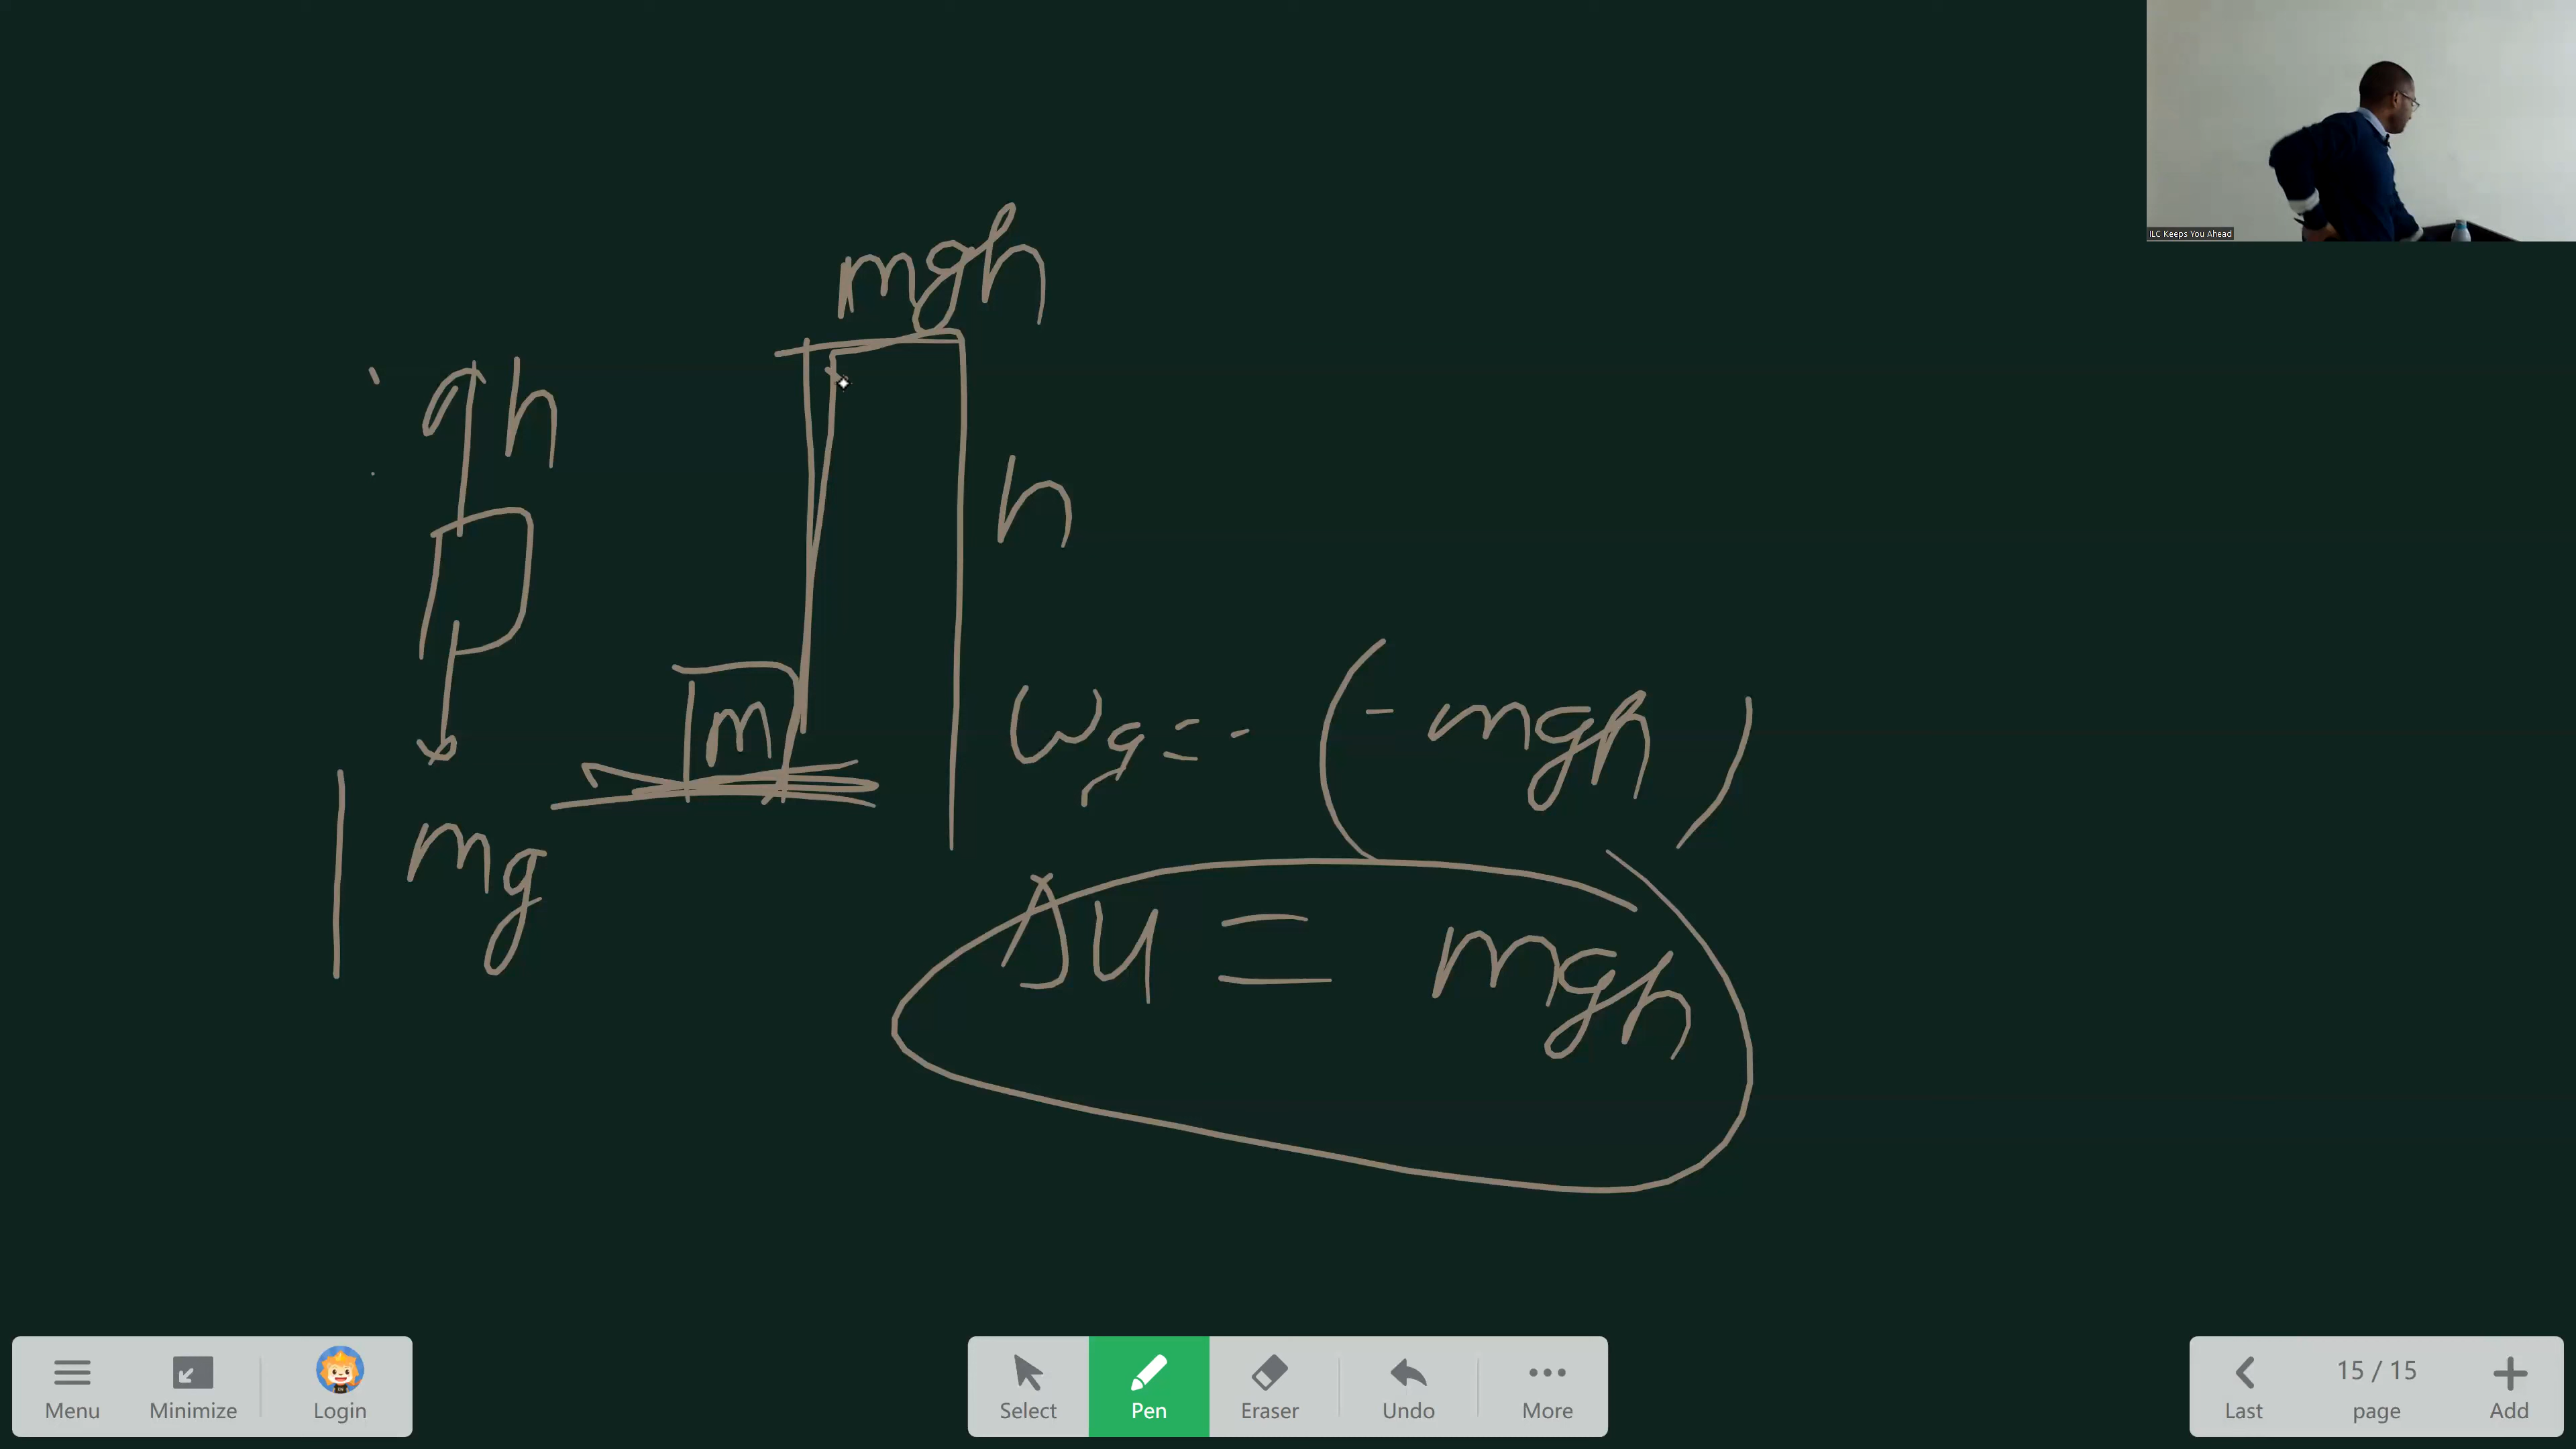 ILC Keeps You Ahead
mgh
h
h
m
mg
Wg = - (- mgh)
ΔU = mgh
Menu
Minimize
Login
Select
Pen
Eraser
Undo
More
Last
15 / 15
page
Add